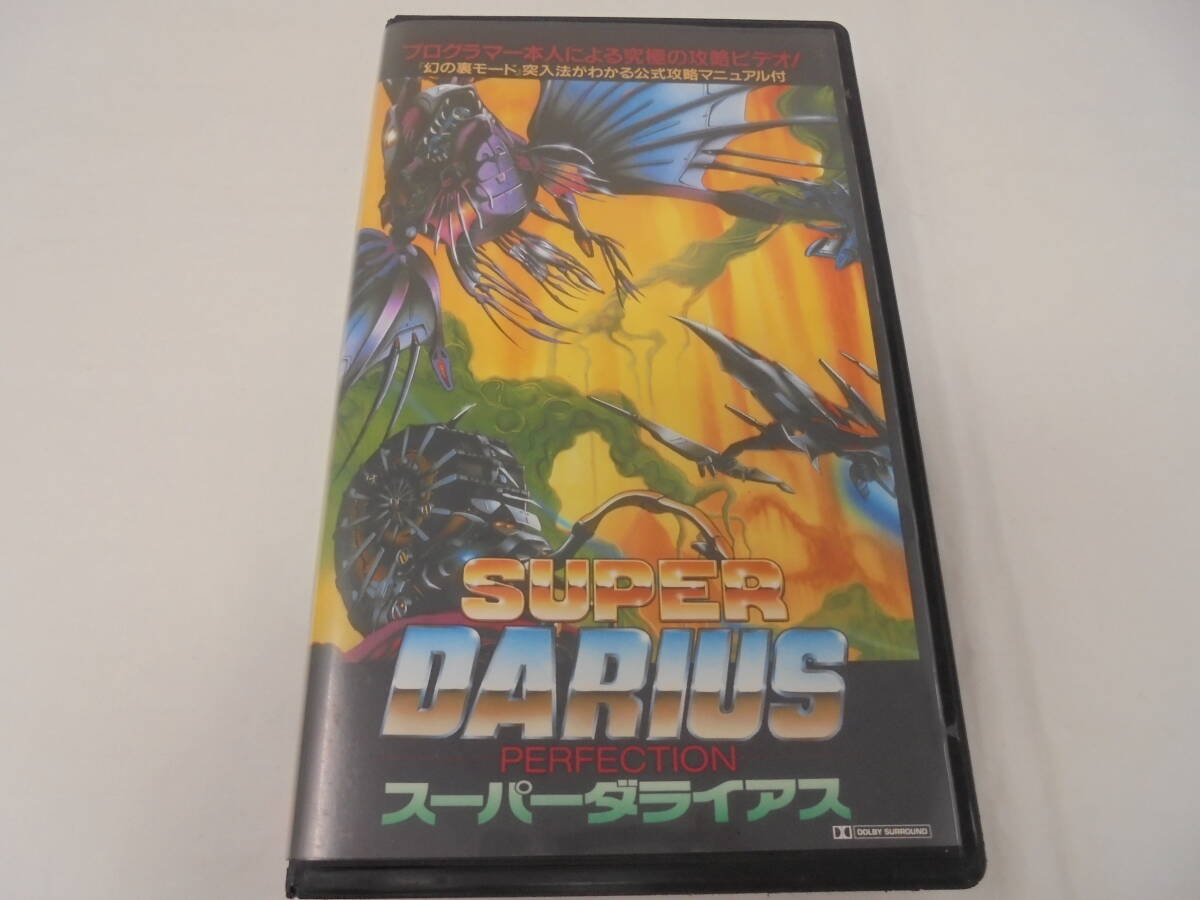 プログラマー本人による究極の攻略ビデオ!
『幻の裏モード』突入法がわかる公式攻略マニュアル付
SUPER
DARIUS
PERFECTION
スーパーダライアス
DOLBY SURROUND